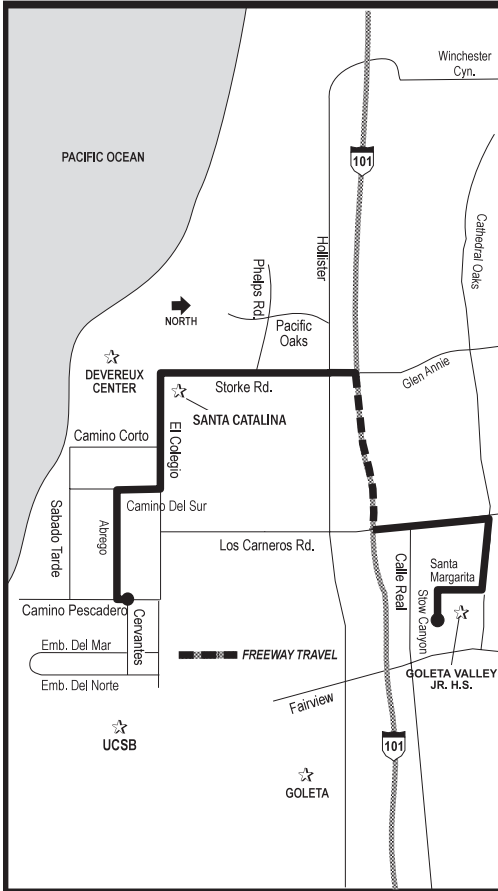 Winchester
Cyn.
PACIFIC OCEAN
101
Cathedral Oaks
Hollister
Phelps Rd.
NORTH
Pacific
Oaks
DEVEREUX
CENTER
Storke Rd.
Glen Annie
SANTA CATALINA
El Colegio
Camino Corto
Sabado Tarde
Abrego
Camino Del Sur
Los Carneros Rd.
Calle Real
Santa
Margarita
Stow Canyon
Camino Pescadero
Cervantes
Emb. Del Mar
FREEWAY TRAVEL
GOLETA VALLEY
JR. H.S.
Emb. Del Norte
Fairview
UCSB
101
GOLETA